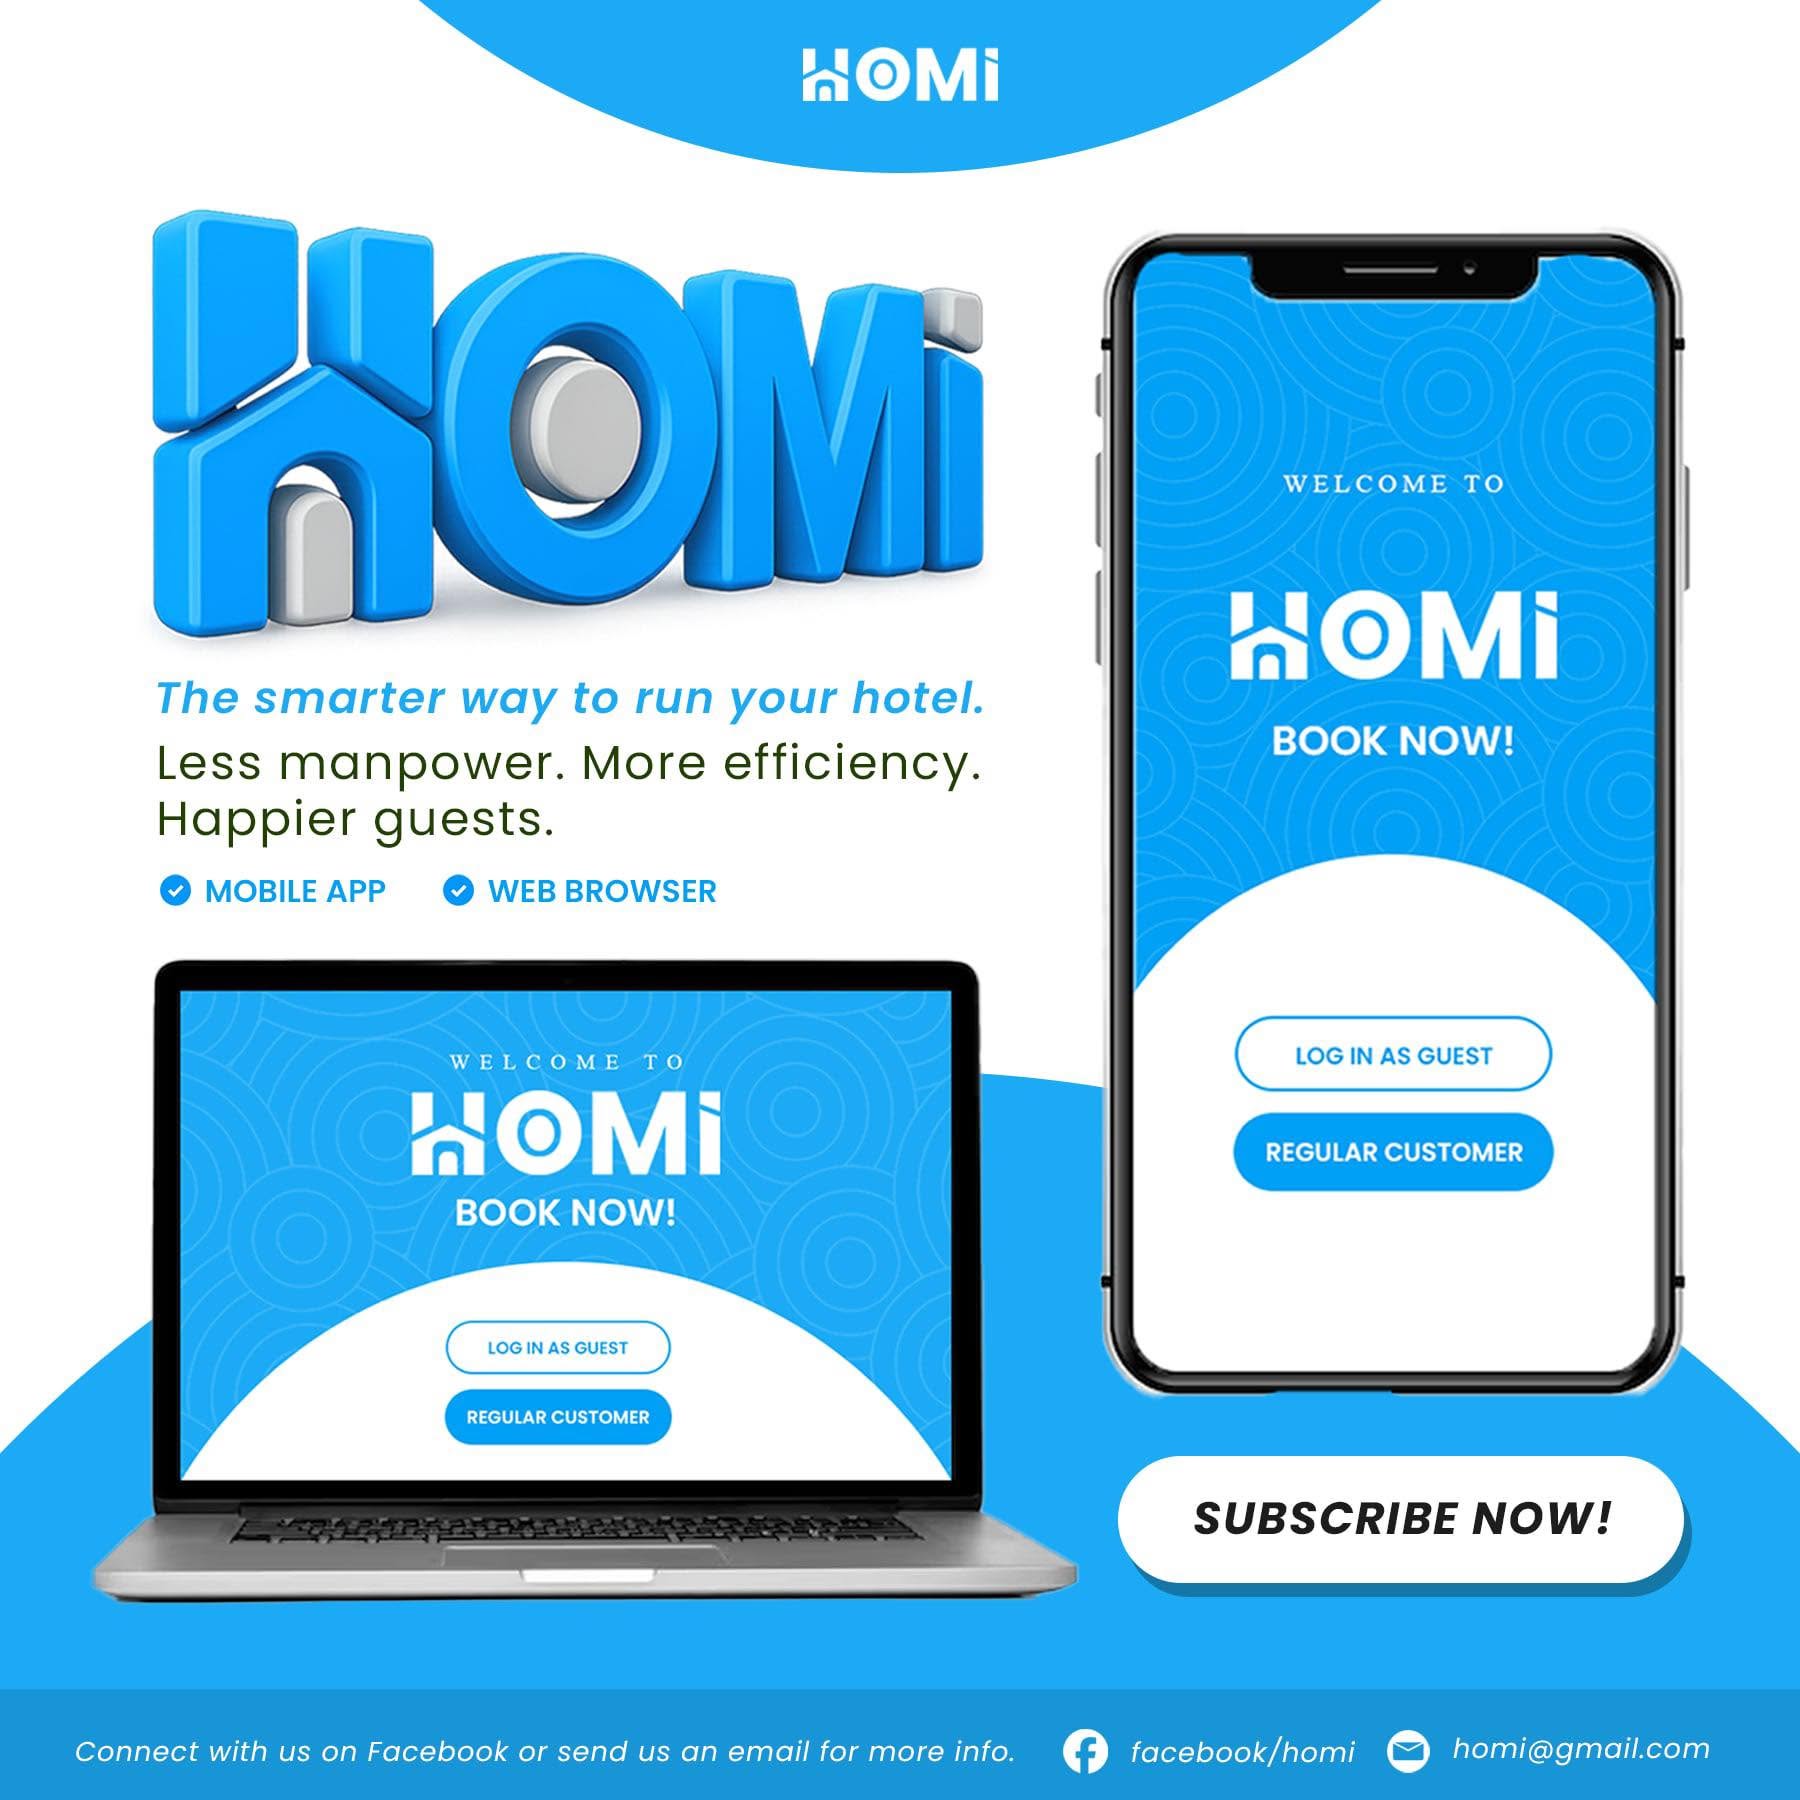 HOMi
HOMi
The smarter way to run your hotel.
Less manpower. More efficiency.
Happier guests.
MOBILE APP
WEB BROWSER
WELCOME TO
HOMi
BOOK NOW!
LOG IN AS GUEST
REGULAR CUSTOMER
WELCOME TO
HOMi
BOOK NOW!
LOG IN AS GUEST
REGULAR CUSTOMER
SUBSCRIBE NOW!
Connect with us on Facebook or send us an email for more info.
facebook/homi
homi@gmail.com